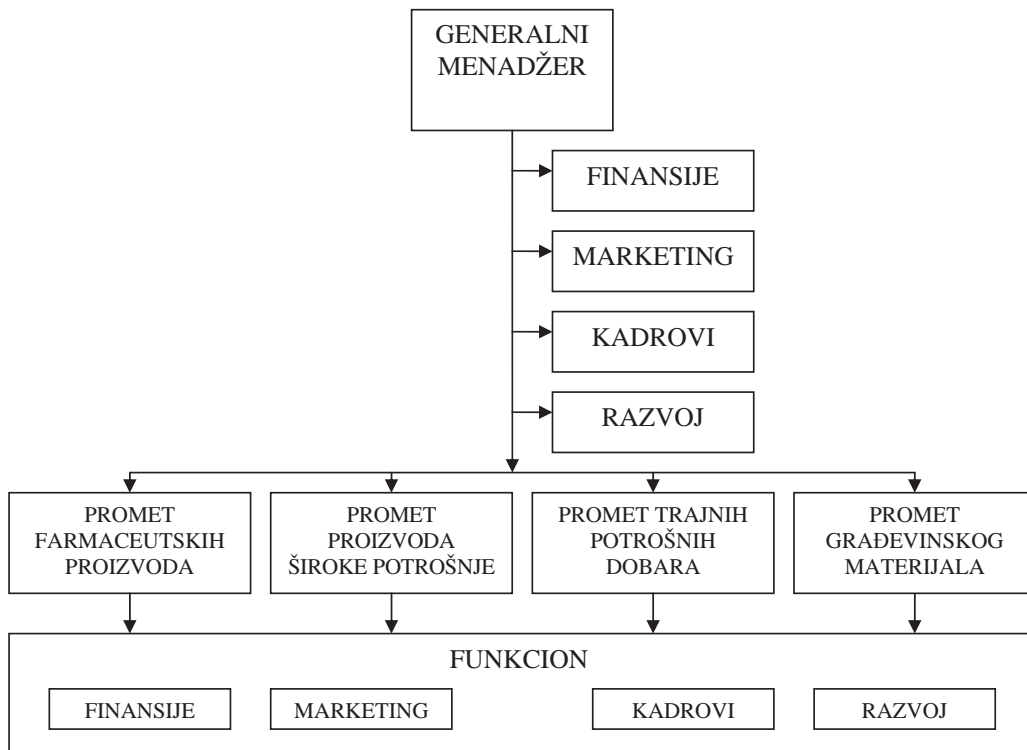 GENERALNI
MENADŽER
FINANSIJE
MARKETING
KADROVI
RAZVOJ
PROMET
FARMACEUTSKIH
PROIZVODA
PROMET
PROIZVODA
ŠIROKE POTROŠNJE
PROMET TRAJNIH
POTROŠNIH
DOBARA
PROMET
GRAĐEVINSKOG
MATERIJALA
FUNKCION
FINANSIJE
MARKETING
KADROVI
RAZVOJ